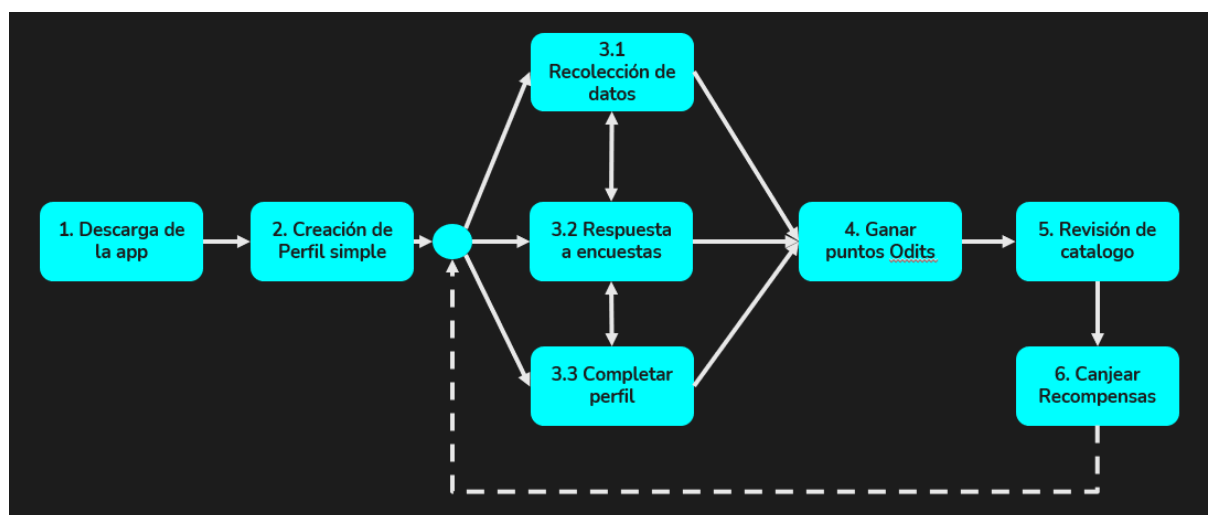 1. Descarga de
la app
2. Creación de
Perfil simple
3.1
Recolección de
datos
3.2 Respuesta
a encuestas
3.3 Completar
perfil
4. Ganar
puntos Odits
5. Revisión de
catalogo
6. Canjear
Recompensas